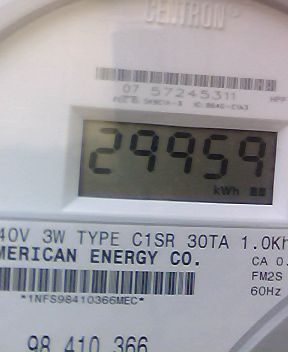 CENTRON®
07 57245311
29959
kWh
40V 3W TYPE C1SR 30TA 1.0Kh
MERICAN ENERGY CO.
CA 0.
FM2S
*1NFS98410366MEC*
60Hz
98 410 366